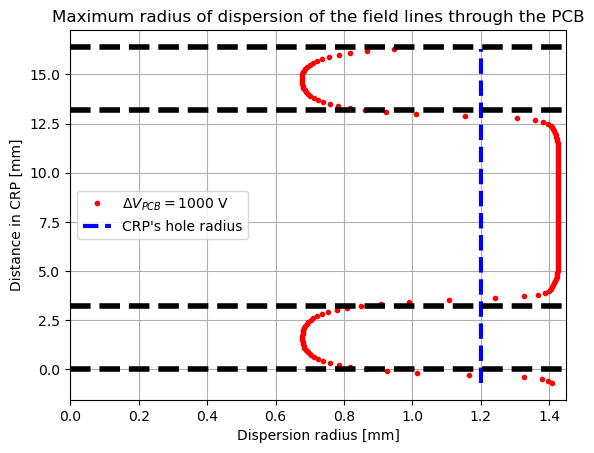 Maximum radius of dispersion of the field lines through the PCB
15.0
12.5
10.0
7.5
5.0
2.5
0.0
Distance in CRP [mm]
ΔV_{PCB} = 1000 V
CRP's hole radius
0.0 0.2 0.4 0.6 0.8 1.0 1.2 1.4
Dispersion radius [mm]